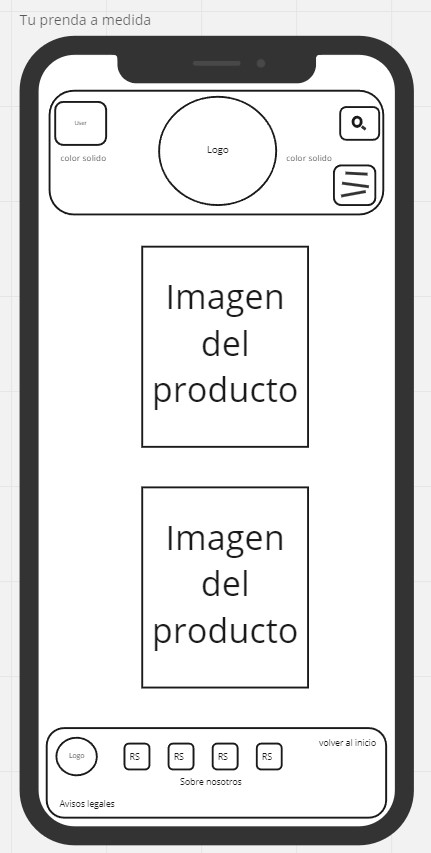 Tu prenda a medida
User
Logo
color solido
color solido
Imagen
del
producto
Imagen
del
producto
volver al inicio
Logo
RS
RS
RS
RS
Sobre nosotros
Avisos legales